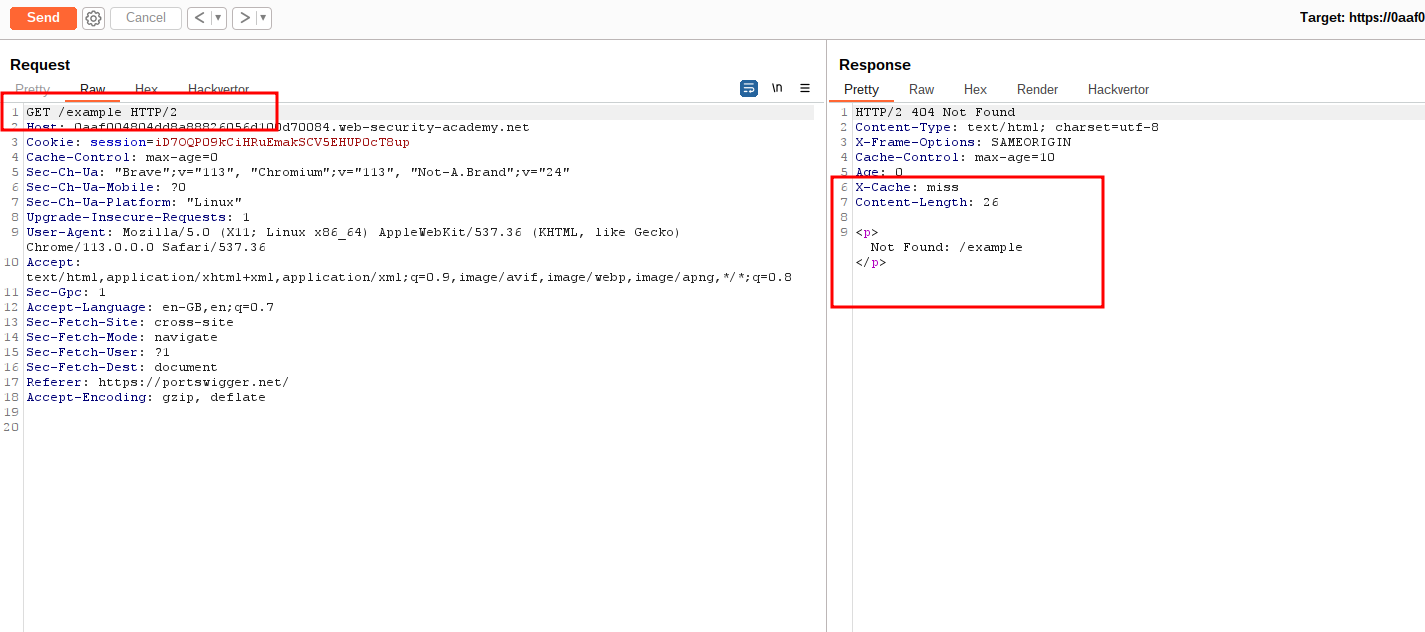 Send
Cancel
<
>
Target: https://0aaf0
Request
Pretty
Raw
Hex
Hackvertor
\n
1 GET /example HTTP/2
2 Host: 0aaf004804dd8a88826056d100d70084.web-security-academy.net
3 Cookie: session=iD7OQPO9kCiHRuEmakSCV5EHUPOcT8up
4 Cache-Control: max-age=0
5 Sec-Ch-Ua: "Brave";v="113", "Chromium";v="113", "Not-A.Brand";v="24"
6 Sec-Ch-Ua-Mobile: ?0
7 Sec-Ch-Ua-Platform: "Linux"
8 Upgrade-Insecure-Requests: 1
9 User-Agent: Mozilla/5.0 (X11; Linux x86_64) AppleWebKit/537.36 (KHTML, like Gecko)
Chrome/113.0.0.0 Safari/537.36
10 Accept:
text/html,application/xhtml+xml,application/xml;q=0.9,image/avif,image/webp,image/apng,*/*;q=0.8
11 Sec-Gpc: 1
12 Accept-Language: en-GB,en;q=0.7
13 Sec-Fetch-Site: cross-site
14 Sec-Fetch-Mode: navigate
15 Sec-Fetch-User: ?1
16 Sec-Fetch-Dest: document
17 Referer: https://portswigger.net/
18 Accept-Encoding: gzip, deflate
19
20
Response
Pretty
Raw
Hex
Render
Hackvertor
1 HTTP/2 404 Not Found
2 Content-Type: text/html; charset=utf-8
3 X-Frame-Options: SAMEORIGIN
4 Cache-Control: max-age=10
5 Age: 0
6 X-Cache: miss
7 Content-Length: 26
8
9 <p>
Not Found: /example
</p>